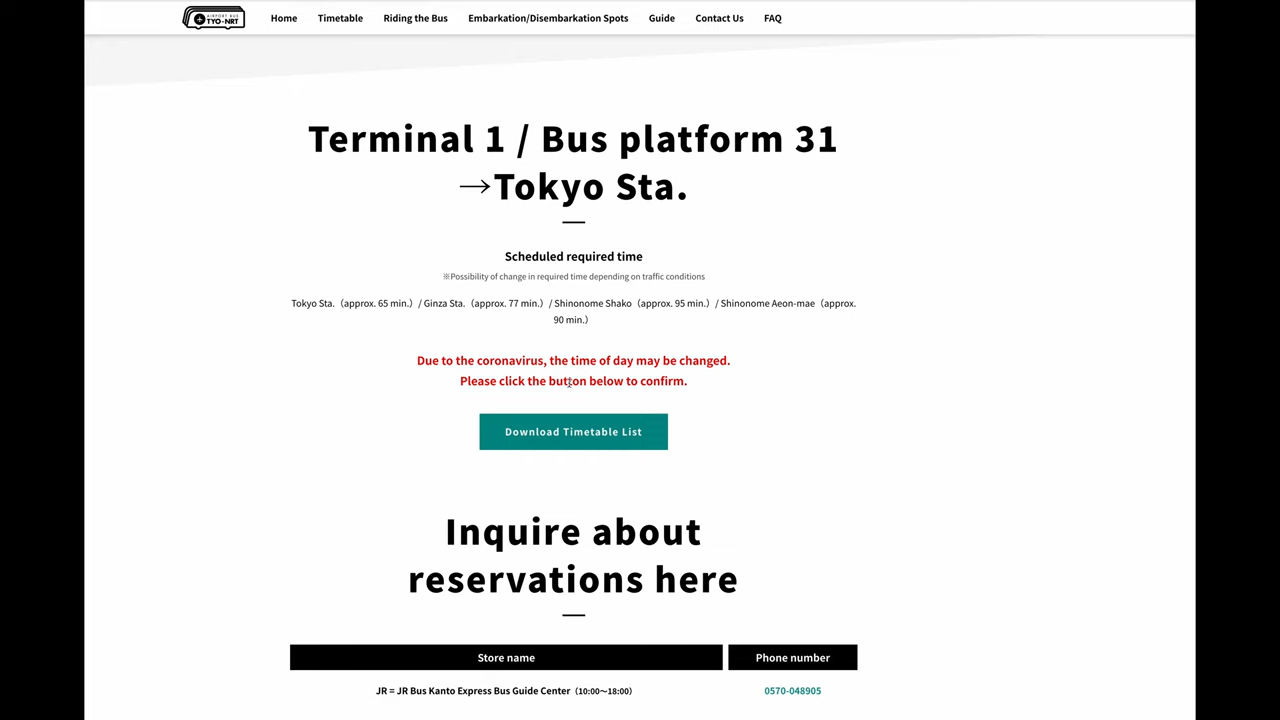 AIRPORT BUS
TYO-NRT
Home Timetable Riding the Bus Embarkation/Disembarkation Spots Guide Contact Us FAQ
Terminal 1 / Bus platform 31
→Tokyo Sta.
Scheduled required time
※Possibility of change in required time depending on traffic conditions
Tokyo Sta.（approx. 65 min.）/ Ginza Sta.（approx. 77 min.）/ Shinonome Shako（approx. 95 min.）/ Shinonome Aeon-mae（approx.
90 min.）
Due to the coronavirus, the time of day may be changed.
Please click the button below to confirm.
Download Timetable List
Inquire about
reservations here
Store name Phone number
JR = JR Bus Kanto Express Bus Guide Center（10:00〜18:00） 0570-048905